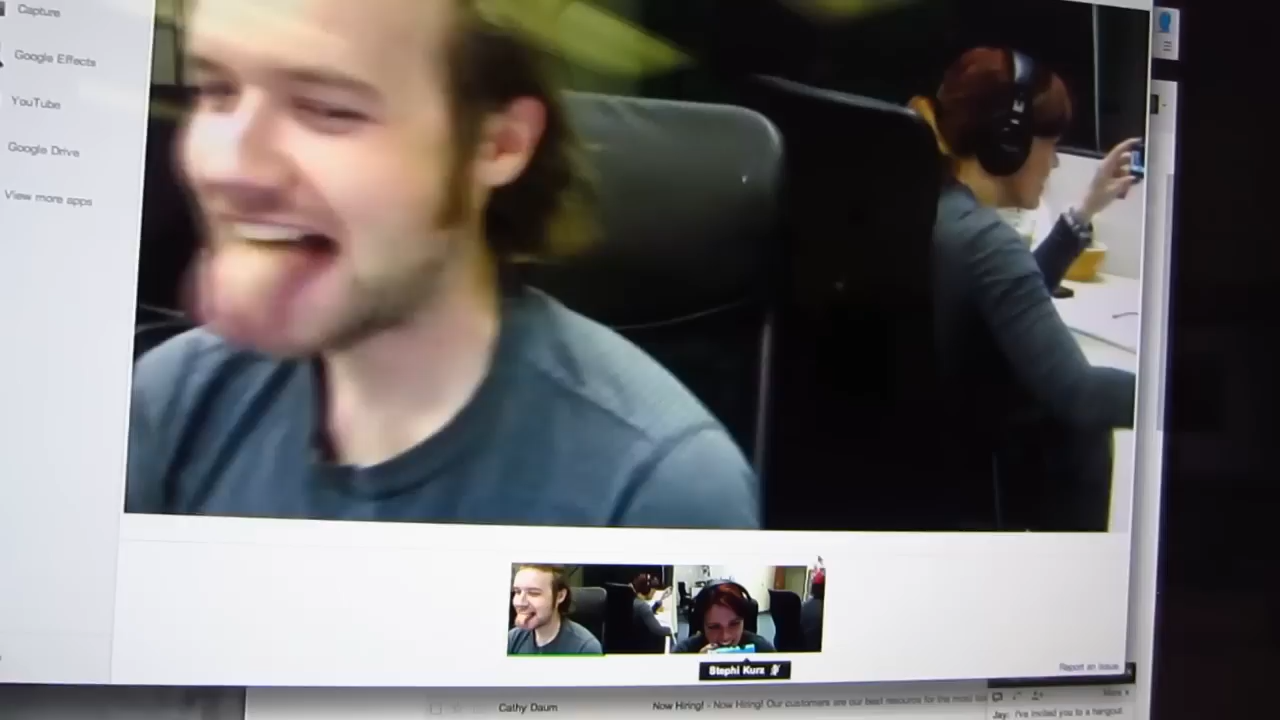 Capture
Google Effects
YouTube
Google Drive
View more apps
Stephi Kurz
Report an issue
More
Cathy Daum
Now Hiring! - Now Hiring! Our customers are our best resource for the most
Jay: I've invited you to a hangout.